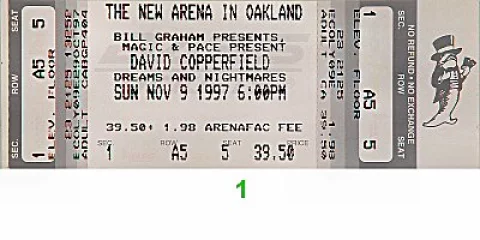 THE NEW ARENA IN OAKLAND
BILL GRAHAM PRESENTS,
MAGIC & PACE PRESENT
DAVID COPPERFIELD
DREAMS AND NIGHTMARES
SUN NOV 9 1997 6:00PM
39.50+ 1.98 ARENAFAC FEE
SEC ROW SEAT PRICE
1 A5 5 39.50
SEC. ROW SEAT
1 A5 5
ELEV. FLOOR
ELEV. FLOOR
1 A5 5
SEC. ROW SEAT
NO REFUND • NO EXCHANGE
1